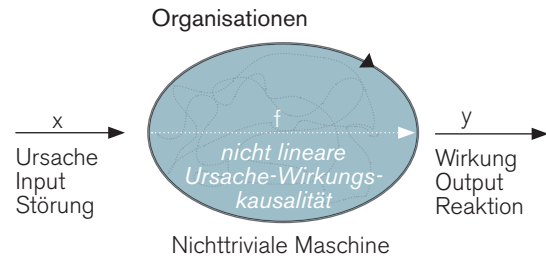 Organisationen
x
Ursache
Input
Störung
f
nicht lineare
Ursache-Wirkungs-
kausalität
y
Wirkung
Output
Reaktion
Nichttriviale Maschine